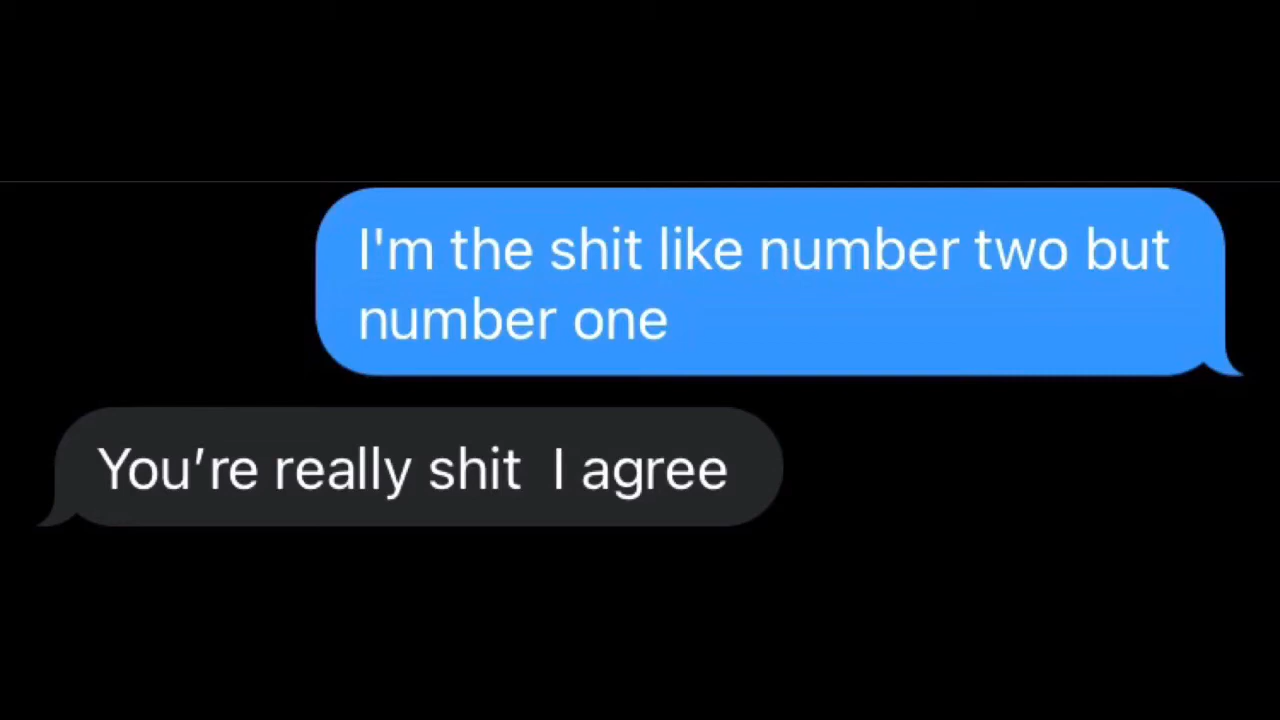 I'm the shit like number two but
number one
You’re really shit  I agree